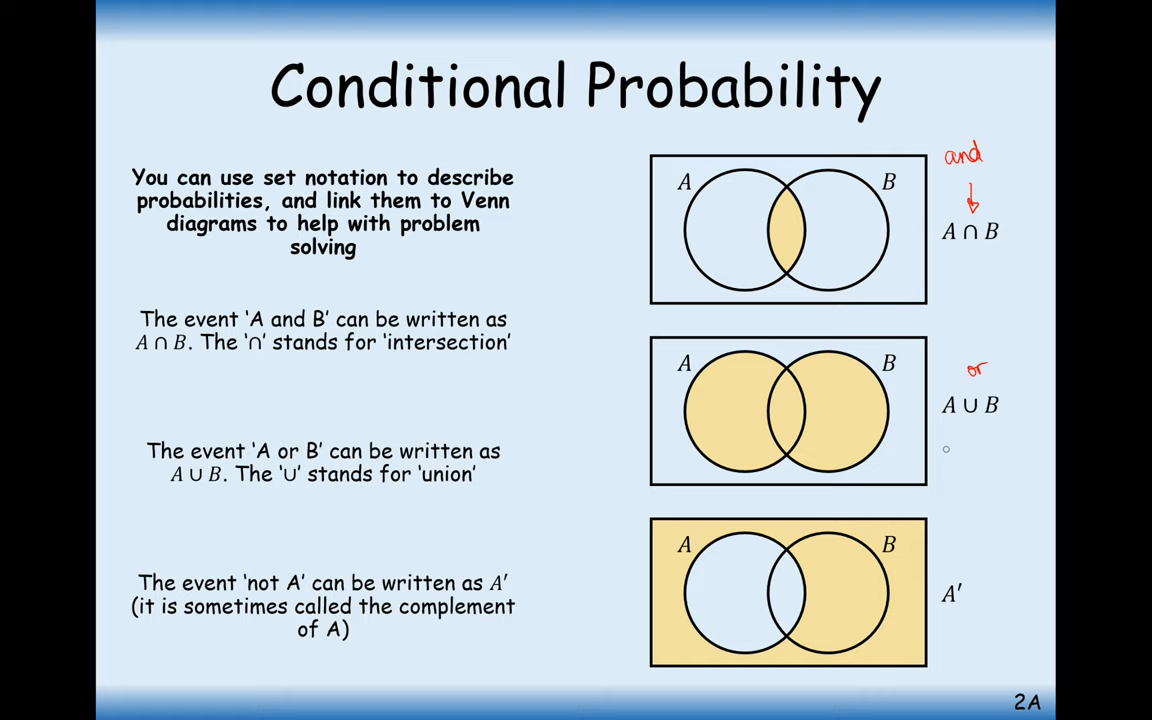 Conditional Probability
You can use set notation to describe
probabilities, and link them to Venn
diagrams to help with problem
solving
The event ‘A and B’ can be written as
A ∩ B. The ‘∩’ stands for ‘intersection’
The event ‘A or B’ can be written as
A ∪ B. The ‘∪’ stands for ‘union’
The event ‘not A’ can be written as A′
(it is sometimes called the complement
of A)
A B
and
A ∩ B
A B
or
A ∪ B
A B
A′
2A